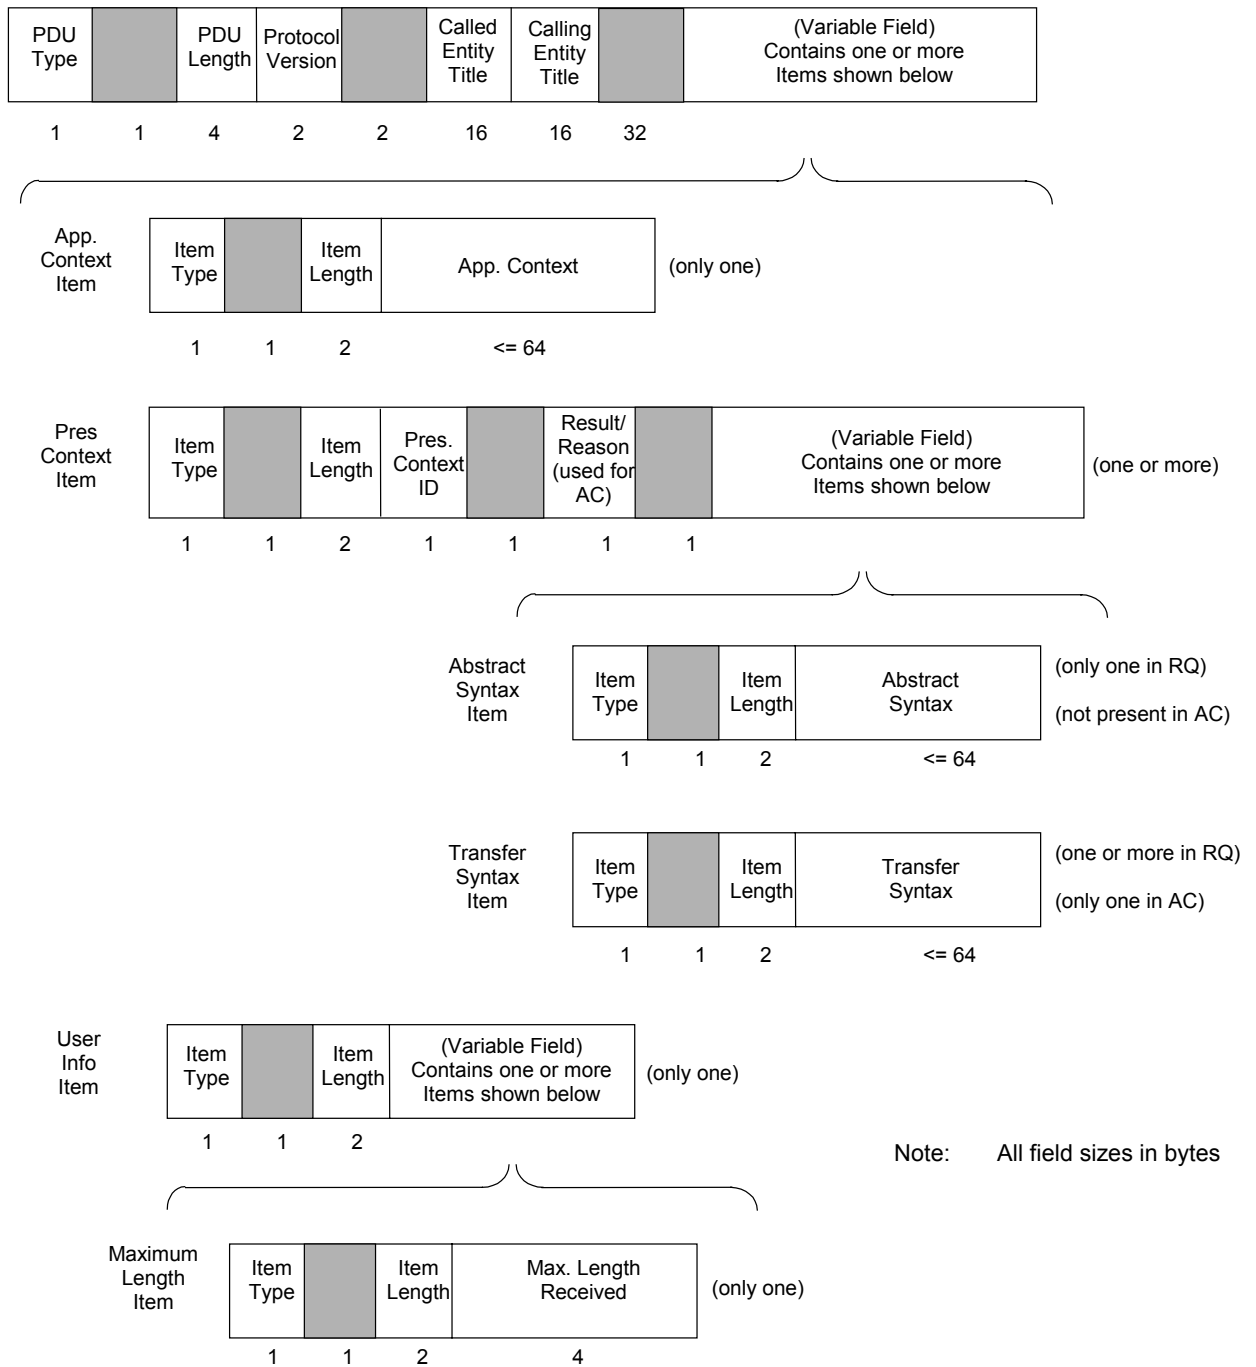 PDU Type
PDU Length
Protocol Version
Called Entity Title
Calling Entity Title
(Variable Field)
Contains one or more
Items shown below
1 1 4 2 2 16 16 32
App. Context Item
Item Type
Item Length
App. Context
(only one)
1 1 2 <= 64
Pres Context Item
Item Type
Item Length
Pres. Context ID
Result/ Reason (used for AC)
(Variable Field)
Contains one or more
Items shown below
(one or more)
1 1 2 1 1 1 1
Abstract Syntax Item
Item Type
Item Length
Abstract Syntax
(only one in RQ)
(not present in AC)
1 1 2 <= 64
Transfer Syntax Item
Item Type
Item Length
Transfer Syntax
(one or more in RQ)
(only one in AC)
1 1 2 <= 64
User Info Item
Item Type
Item Length
(Variable Field)
Contains one or more
Items shown below
(only one)
1 1 2
Note: All field sizes in bytes
Maximum Length Item
Item Type
Item Length
Max. Length Received
(only one)
1 1 2 4